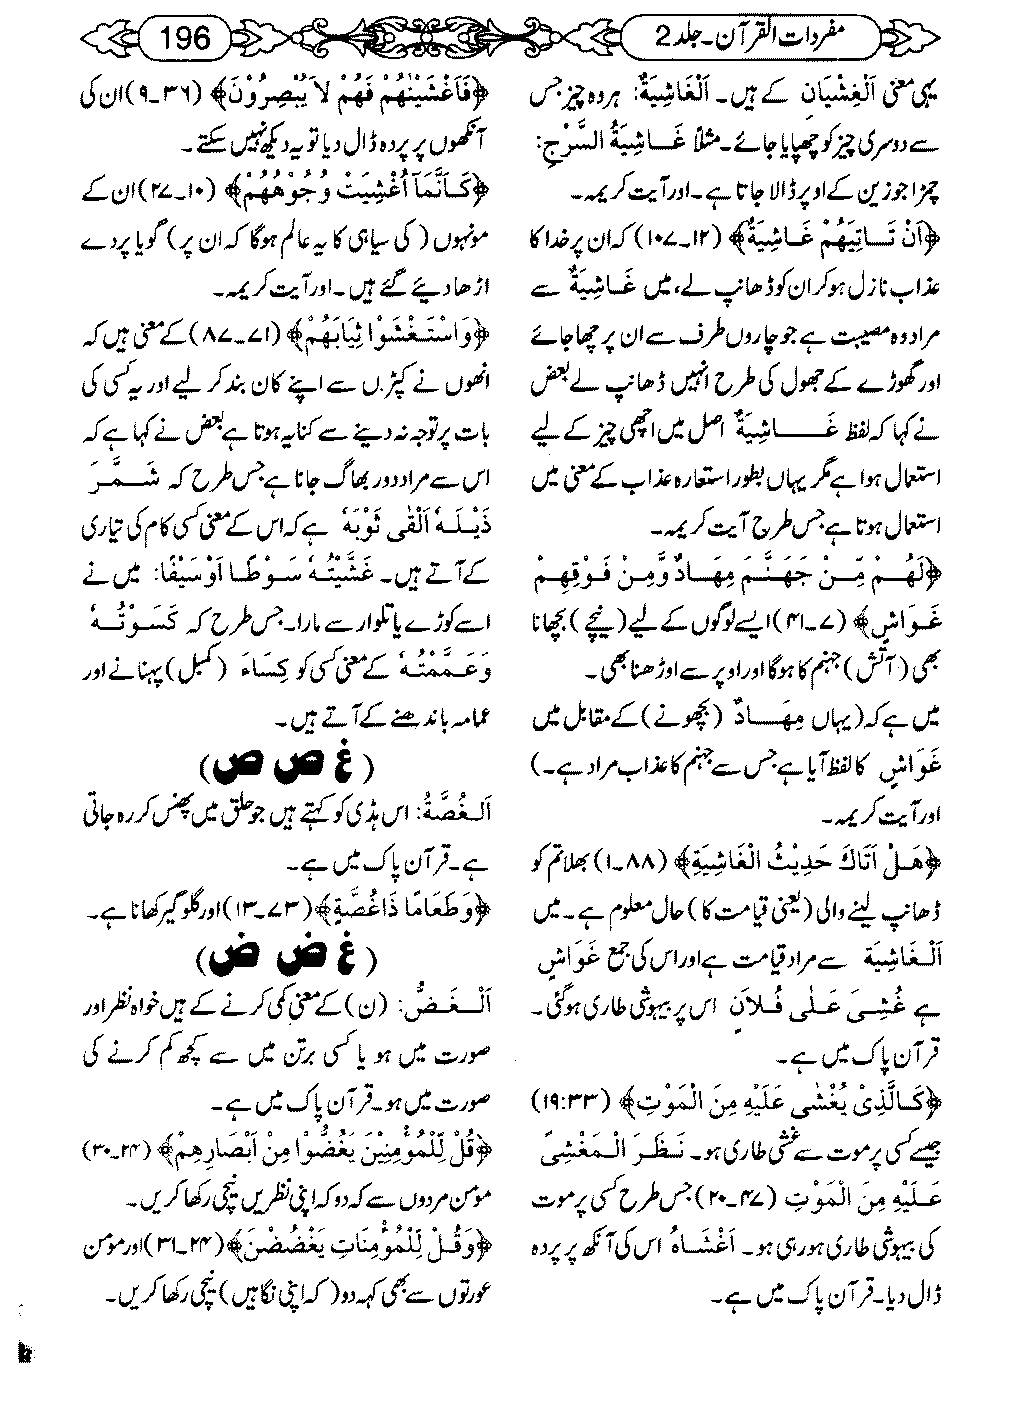 مفردات القرآن۔ جلد 2
196
یہی معنی اَلْغِشْیَانِ کے ہیں۔ اَلْغَاشِیَةُ: ہر وہ چیز جس
سے دوسری چیز کو چھپایا جائے۔ مثلاً غَاشِیَةُ السَّرْجِ:
چمڑا جو زین کے اوپر ڈالا جاتا ہے۔ اور آیت کریمہ۔
﴿اَنْ تَاتِیَهُمْ غَاشِیَةٌ﴾ (۱۲۔۱۰۷) کہ ان پر خدا کا
عذاب نازل ہو کر ان کو ڈھانپ لے، میں غَاشِیَةٌ سے
مراد وہ مصیبت ہے جو چاروں طرف سے ان پر چھا جائے
اور گھوڑے کے جھول کی طرح انہیں ڈھانپ لے بعض
نے کہا کہ لفظ غَاشِیَةٌ اصل میں اچھی چیز کے لیے
استعمال ہوا ہے مگر یہاں بطور استعارہ عذاب کے معنی میں
استعمال ہوتا ہے جس طرح آیت کریمہ۔
﴿لَهُمْ مِّنْ جَهَنَّمَ مِهَادٌ وَّمِنْ فَوْقِهِمْ
غَوَاشٍ﴾ (۷۔۴۱) ایسے لوگوں کے لیے (نیچے) بچھانا
بھی (آتش) جہنم کا ہوگا اور اوپر سے اوڑھنا بھی۔
میں ہے کہ (یہاں مِهَادٌ (بچھونے) کے مقابل میں
غَوَاشٍ کا لفظ آیا ہے جس سے جہنم کا عذاب مراد ہے۔)
اور آیت کریمہ۔
﴿هَلْ اَتَاكَ حَدِیْثُ الْغَاشِیَةِ﴾ (۸۸۔۱) بھلا تم کو
ڈھانپ لینے والی (یعنی قیامت کا) حال معلوم ہے۔ میں
اَلْغَاشِیَة سے مراد قیامت ہے اور اس کی جمع غَوَاشٍ
ہے غُشِیَ عَلٰی فُلَانٍ اس پر بیہوشی طاری ہوگئی۔
قرآن پاک میں ہے۔
﴿كَالَّذِیْ یُغْشٰی عَلَیْهِ مِنَ الْمَوْتِ﴾ (۱۹:۳۳)
جیسے کسی پر موت سے غشی طاری ہو۔ نَظَرَ الْمَغْشِیِّ
عَلَیْهِ مِنَ الْمَوْتِ (۴۷۔۲۰) جس طرح کسی پر موت
کی بیہوشی طاری ہو رہی ہو۔ اَغْشَاهُ اس کی آنکھ پر پردہ
ڈال دیا۔ قرآن پاک میں ہے۔
﴿فَاَغْشَیْنٰهُمْ فَهُمْ لَا یُبْصِرُوْنَ﴾ (۳۶۔۹) ان کی
آنکھوں پر پردہ ڈال دیا تو یہ دیکھ نہیں سکتے۔
﴿كَاَنَّمَآ اُغْشِیَتْ وُجُوْهُهُمْ﴾ (۱۰۔۲۷) ان کے
مونہوں (کی سیاہی کا یہ عالم ہوگا کہ ان پر) گویا پردے
اڑھا دیئے گئے ہیں۔ اور آیت کریمہ۔
﴿وَاسْتَغْشَوْا ثِیَابَهُمْ﴾ (۷۱۔۸۷) کے معنی ہیں کہ
انھوں نے کپڑں سے اپنے کان بند کر لیے اور یہ کسی کی
بات پر توجہ نہ دینے سے کنایہ ہوتا ہے بعض نے کہا ہے کہ
اس سے مراد دور بھاگ جانا ہے جس طرح کہ شَمَّرَ
ذَیْلَهٗ اَلْقٰی ثَوْبَهٗ ہے کہ اس کے معنی کسی کام کی تیاری
کے آتے ہیں۔ غَشَّیْتُهٗ سَوْطًا اَوْ سَیْفًا: میں نے
اسے کوڑے یا تلوار سے مارا۔ جس طرح کہ كَسَوْتُهٗ
وَعَمَّمْتُهٗ کے معنی کسی کو كِسَاءَ (کمبل) پہنانے اور
عمامہ باندھنے کے آتے ہیں۔
(غ ص ص)
اَلْغُصَّةُ: اس ہڈی کو کہتے ہیں جو حلق میں پھنس کر رہ جاتی
ہے۔ قرآن پاک میں ہے۔
﴿وَطَعَامًا ذَا غُصَّةٍ﴾ (۷۳۔۱۳) اور گلوگیر کھانا ہے۔
(غ ض ض)
اَلْغَضُّ: (ن) کے معنی کمی کرنے کے ہیں خواہ نظر اور
صورت میں ہو یا کسی برتن میں سے کچھ کم کرنے کی
صورت میں ہو۔ قرآن پاک میں ہے۔
﴿قُلْ لِّلْمُؤْمِنِیْنَ یَغُضُّوْا مِنْ اَبْصَارِهِمْ﴾ (۲۴۔۳۰)
مومن مردوں سے کہہ دو کہ اپنی نظریں نیچی رکھا کریں۔
﴿وَقُلْ لِّلْمُؤْمِنَاتِ یَغْضُضْنَ﴾ (۲۴۔۳۱) اور مومن
عورتوں سے بھی کہہ دو (کہ اپنی نگاہیں) نیچی رکھا کریں۔